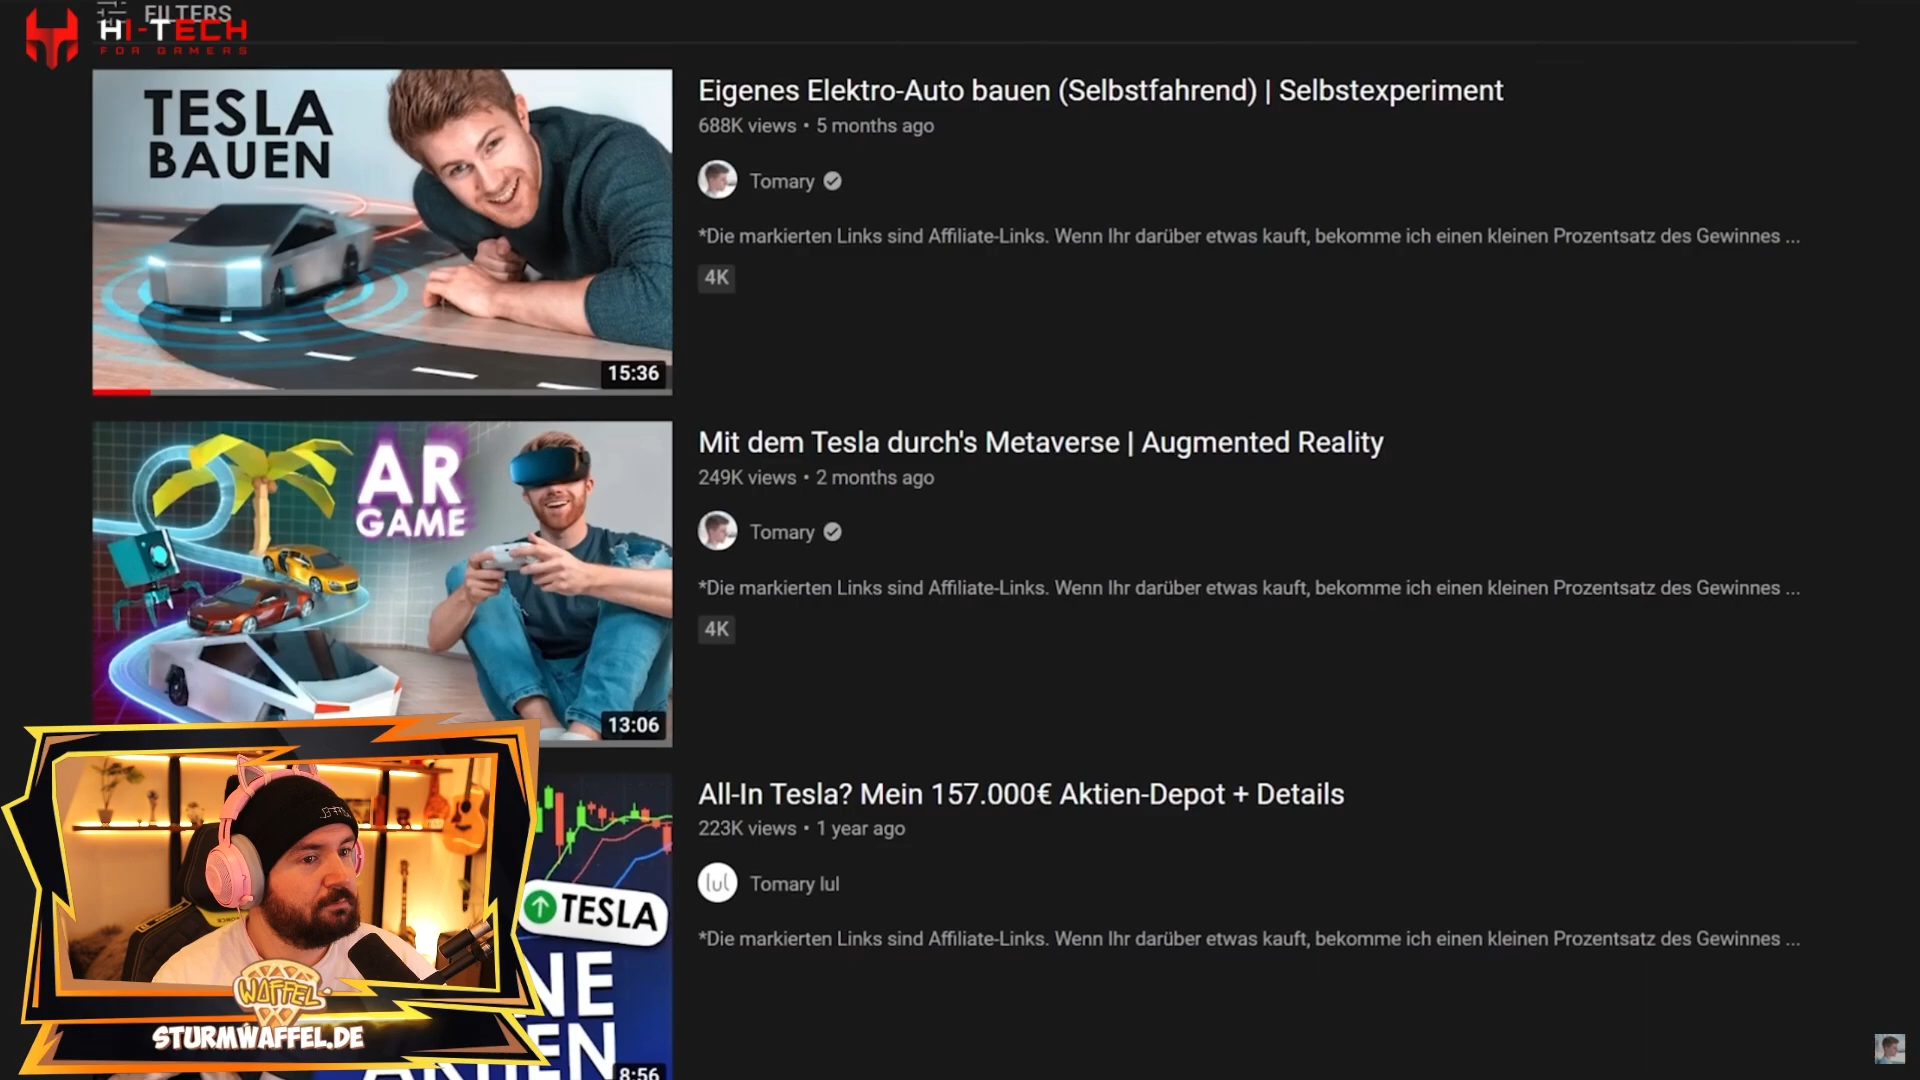 FILTERS
HI-TECH
FOR GAMERS
TESLA
BAUEN
15:36
Eigenes Elektro-Auto bauen (Selbstfahrend) | Selbstexperiment
688K views • 5 months ago
Tomary
*Die markierten Links sind Affiliate-Links. Wenn Ihr darüber etwas kauft, bekomme ich einen kleinen Prozentsatz des Gewinnes ...
4K
AR
GAME
13:06
Mit dem Tesla durch's Metaverse | Augmented Reality
249K views • 2 months ago
Tomary
*Die markierten Links sind Affiliate-Links. Wenn Ihr darüber etwas kauft, bekomme ich einen kleinen Prozentsatz des Gewinnes ...
4K
TESLA
8:56
All-In Tesla? Mein 157.000€ Aktien-Depot + Details
223K views • 1 year ago
lul
Tomary lul
*Die markierten Links sind Affiliate-Links. Wenn Ihr darüber etwas kauft, bekomme ich einen kleinen Prozentsatz des Gewinnes ...
WAFFEL
STURMWAFFEL.DE